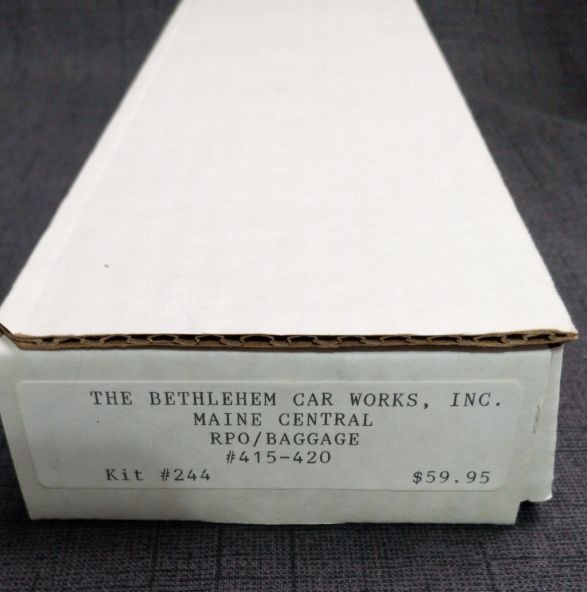 THE BETHLEHEM CAR WORKS, INC.
MAINE CENTRAL
RPO/BAGGAGE
#415-420
Kit #244 $59.95